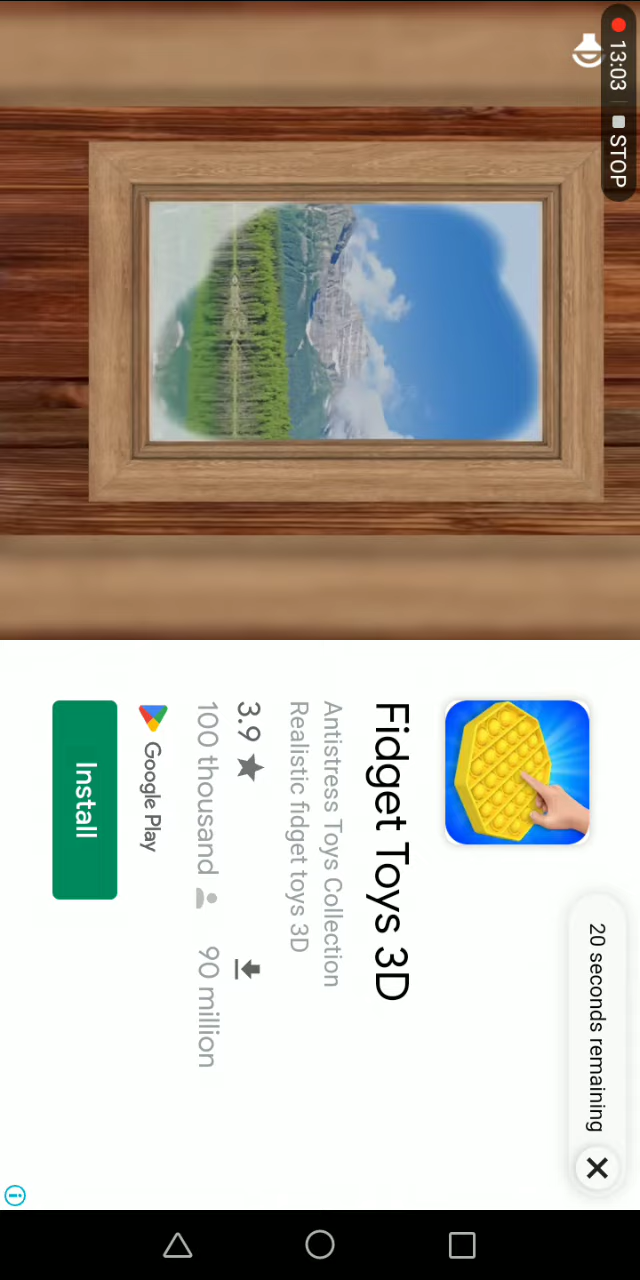 13:03 STOP
20 seconds remaining
Fidget Toys 3D
Antistress Toys Collection
Realistic fidget toys 3D
3.9
100 thousand 90 million
Google Play
Install